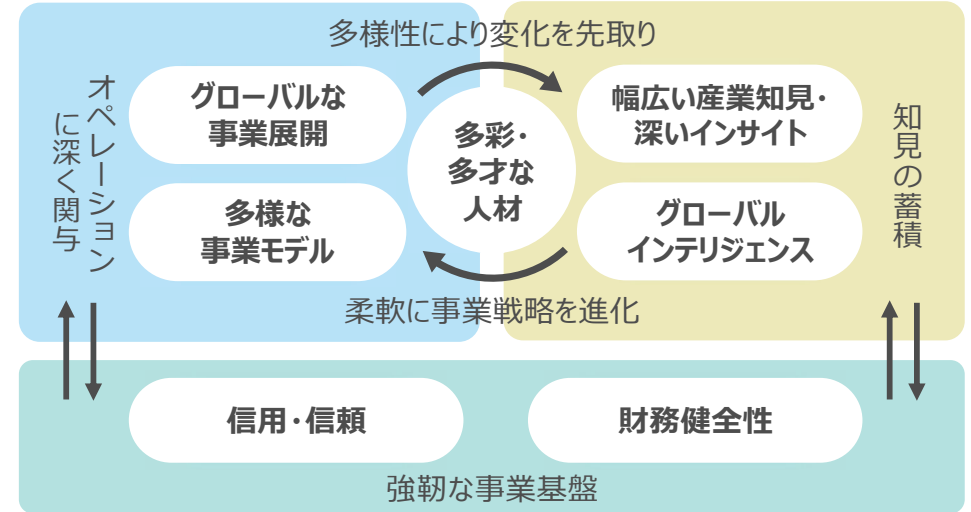 多様性により変化を先取り
オペレーション
に深く関与
グローバルな
事業展開
多様な
事業モデル
多彩・
多才な
人材
幅広い産業知見・
深いインサイト
グローバル
インテリジェンス
知見の蓄積
柔軟に事業戦略を進化
信用・信頼
財務健全性
強靭な事業基盤